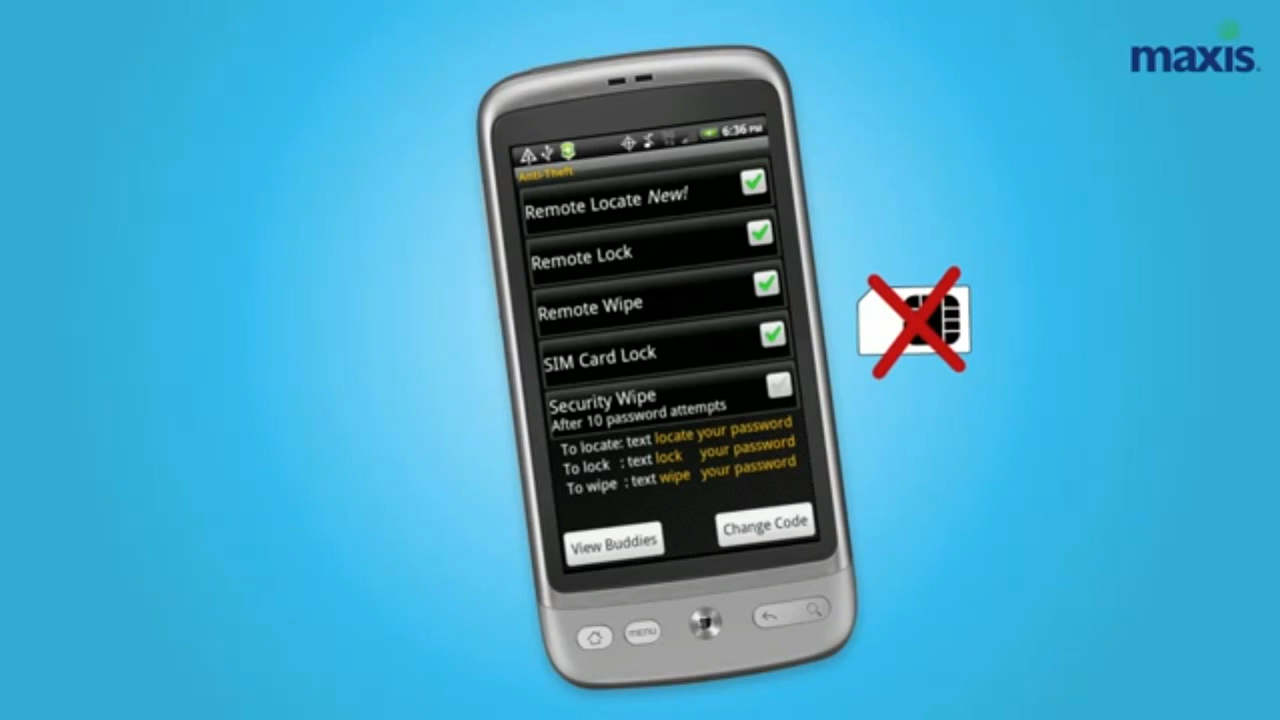 maxis.
6:36 PM
Anti-Theft
Remote Locate New!
Remote Lock
Remote Wipe
SIM Card Lock
Security Wipe
After 10 password attempts
To locate: text locate your password
To lock : text lock your password
To wipe : text wipe your password
View Buddies
Change Code
MENU